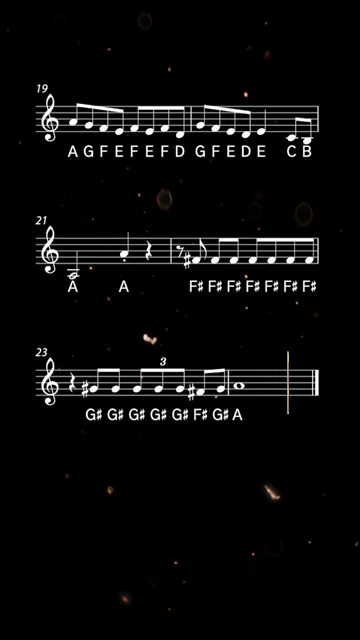 19
A G F E F E F D G F E D E C B
21
A A F♯ F♯ F♯ F♯ F♯ F♯ F♯
3
23
G♯ G♯ G♯ G♯ G♯ F♯ G♯ A